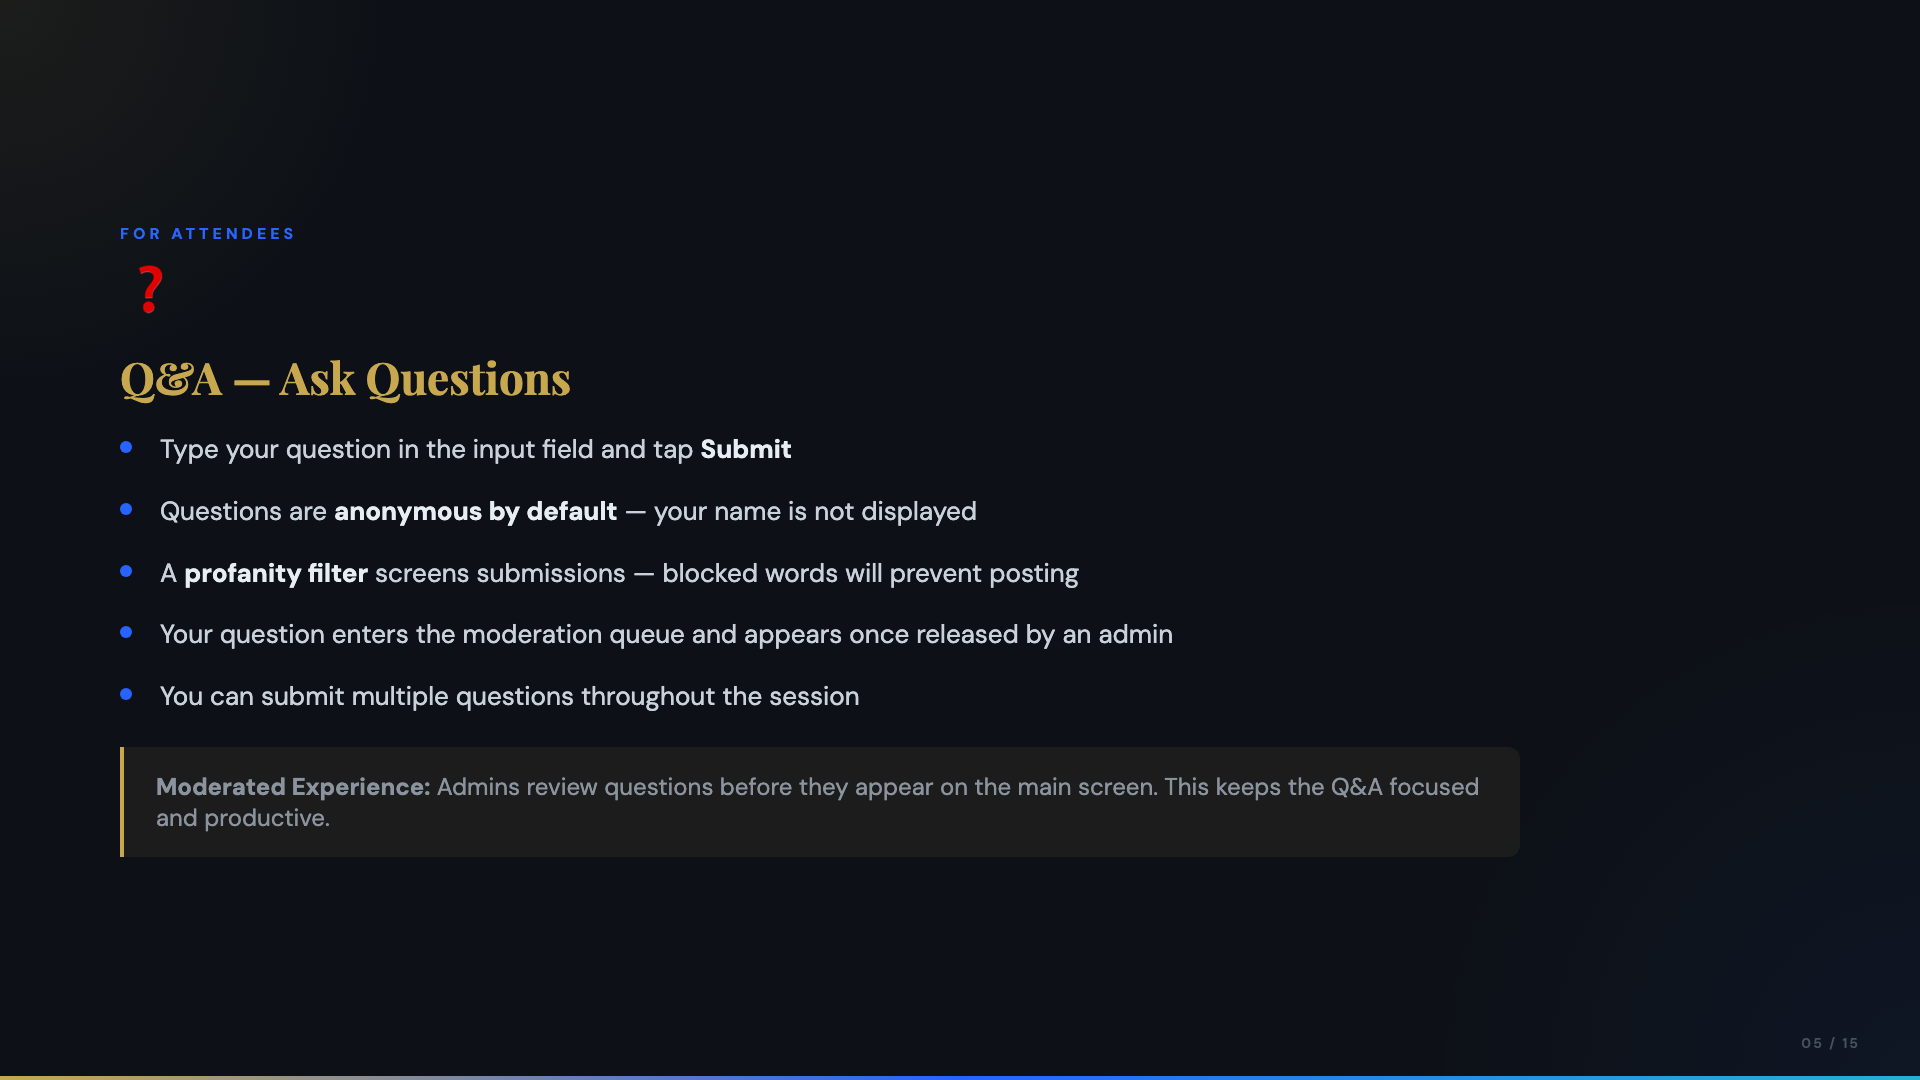 FOR ATTENDEES
❓
Q&A — Ask Questions
Type your question in the input field and tap Submit
Questions are anonymous by default — your name is not displayed
A profanity filter screens submissions — blocked words will prevent posting
Your question enters the moderation queue and appears once released by an admin
You can submit multiple questions throughout the session
Moderated Experience: Admins review questions before they appear on the main screen. This keeps the Q&A focused
and productive.
05 / 15